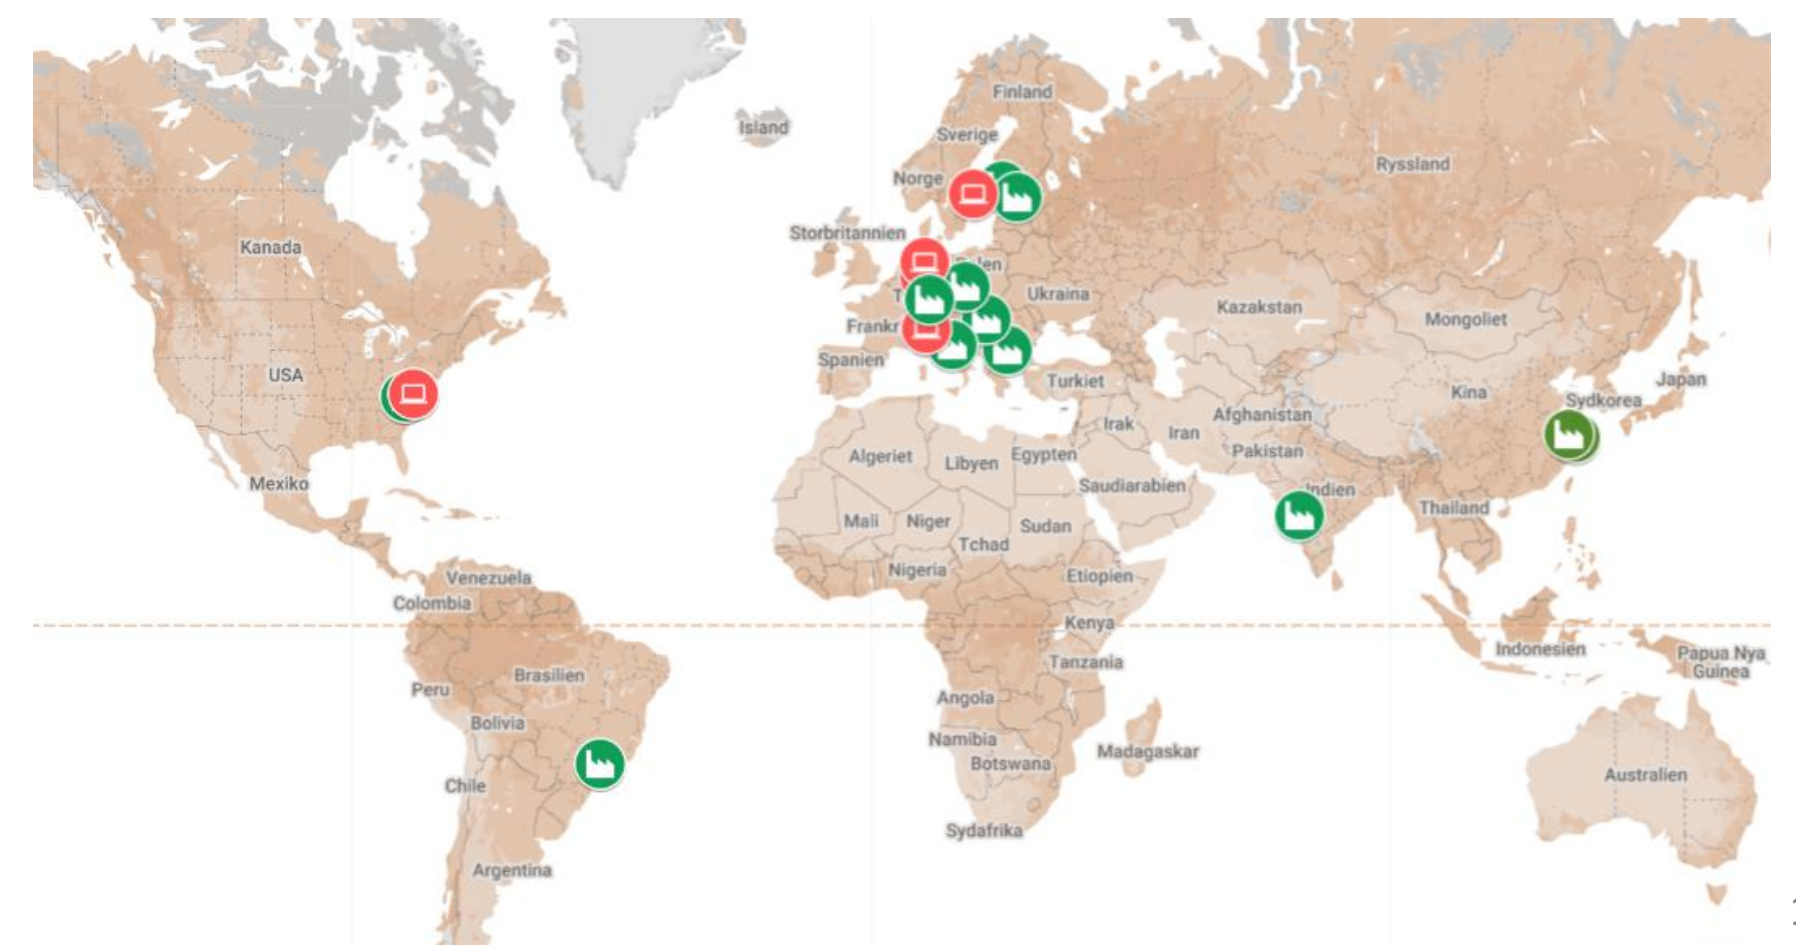 Finland
Island
Sverige
Ryssland
Norge
Storbritannien
Kanada
Ukraina
Kazakstan
Mongoliet
Frankr
Spanien
USA
Turkiet
Japan
Kina
Sydkorea
Afghanistan
Irak
Iran
Pakistan
Algeriet
Libyen
Egypten
Mexiko
Saudiarabien
Indien
Thailand
Mali
Niger
Sudan
Tchad
Nigeria
Etiopien
Venezuela
Colombia
Kenya
Indonesien
Papua Nya
Guinea
Tanzania
Brasilien
Peru
Angola
Bolivia
Namibia
Madagaskar
Botswana
Chile
Australien
Sydafrika
Argentina